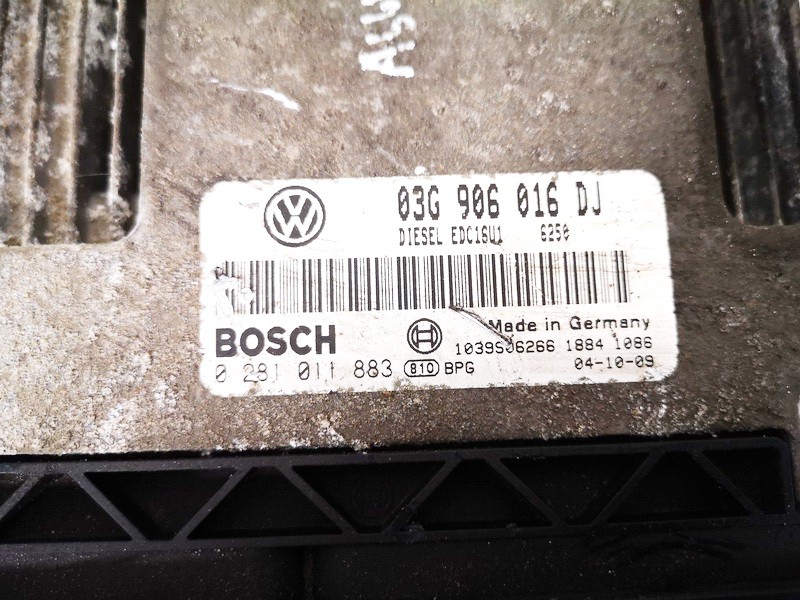 03G 906 016 DJ
DIESEL EDC16U1 6250
BOSCH
Made in Germany
1039S06266 1884 1086
0 281 011 883 810 BPG 04-10-09